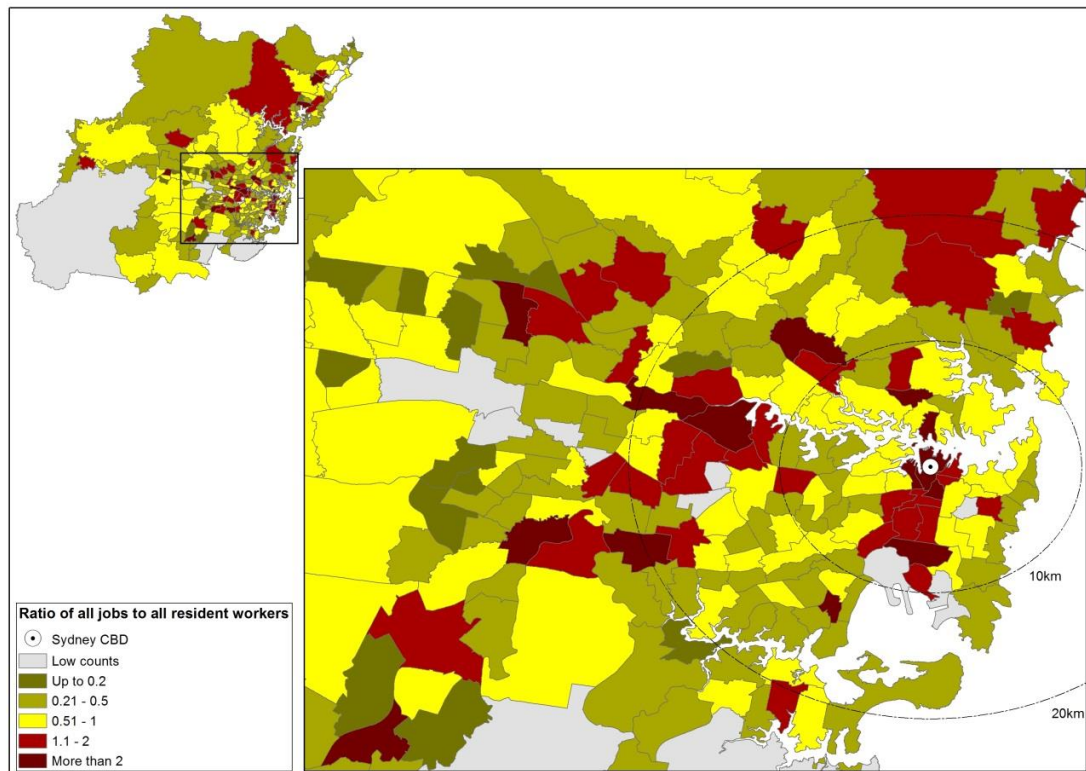 10km
20km
Ratio of all jobs to all resident workers
Sydney CBD
Low counts
Up to 0.2
0.21 - 0.5
0.51 - 1
1.1 - 2
More than 2